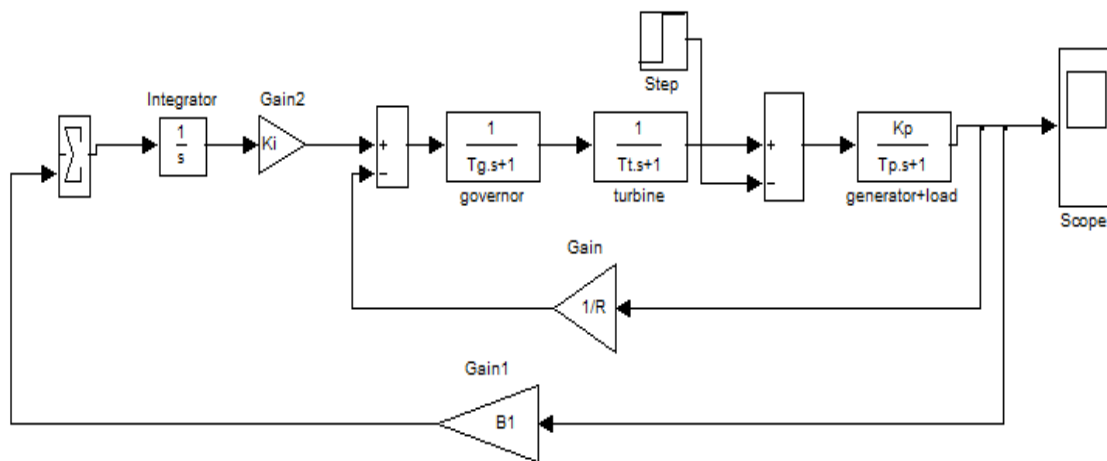 Step
Integrator
Gain2
1
s
Ki
+
−
1
Tg.s+1
governor
1
Tt.s+1
turbine
+
−
Kp
Tp.s+1
generator+load
Scope
−
Gain
1/R
Gain1
B1